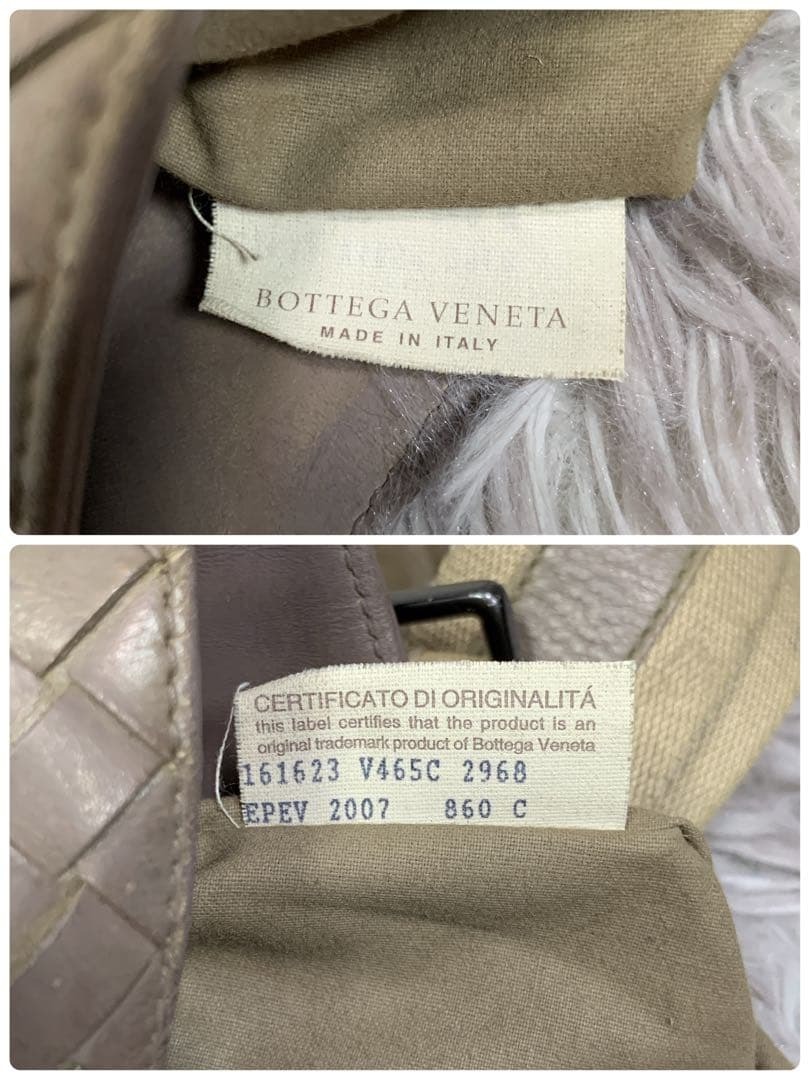 BOTTEGA VENETA
MADE IN ITALY
CERTIFICATO DI ORIGINALITÁ
this label certifies that the product is an
original trademark product of Bottega Veneta
161623 V465C 2968
EPEV 2007 860 C